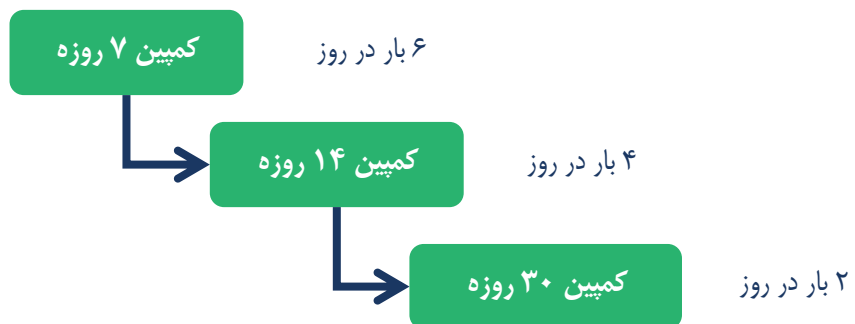 کمپین ۷ روزه
۶ بار در روز
کمپین ۱۴ روزه
۴ بار در روز
کمپین ۳۰ روزه
۲ بار در روز